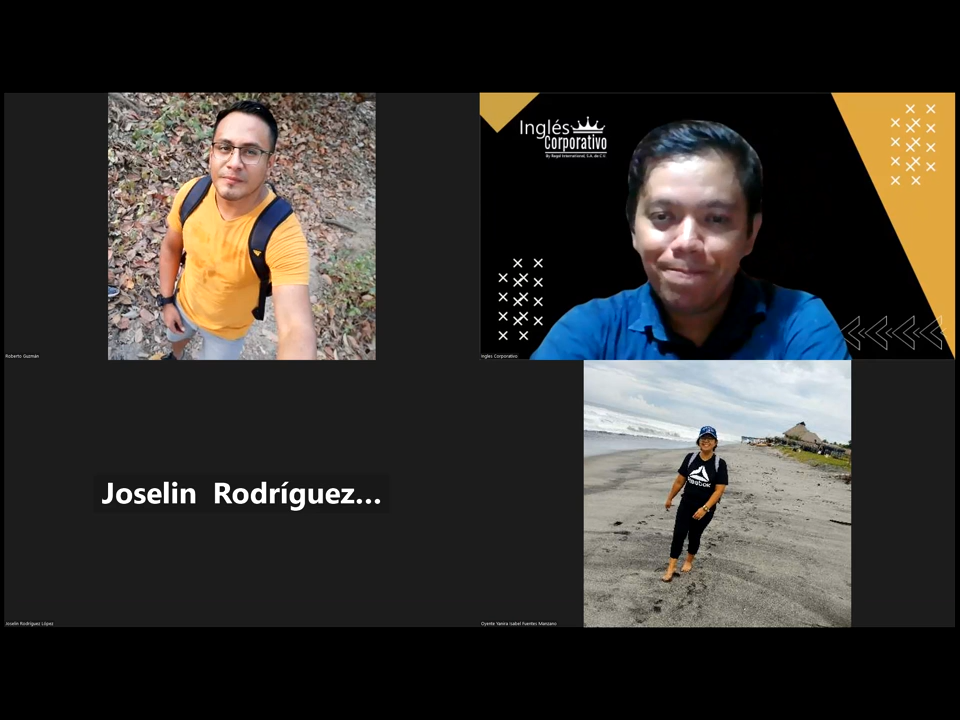 Inglés
Corporativo
By Regal International, S.A. de C.V.
Roberto Guzmán
Inglés Corporativo
Joselin Rodríguez...
Reebok
Joselin Rodríguez López
Oyente Yanira Isabel Fuentes Manzano